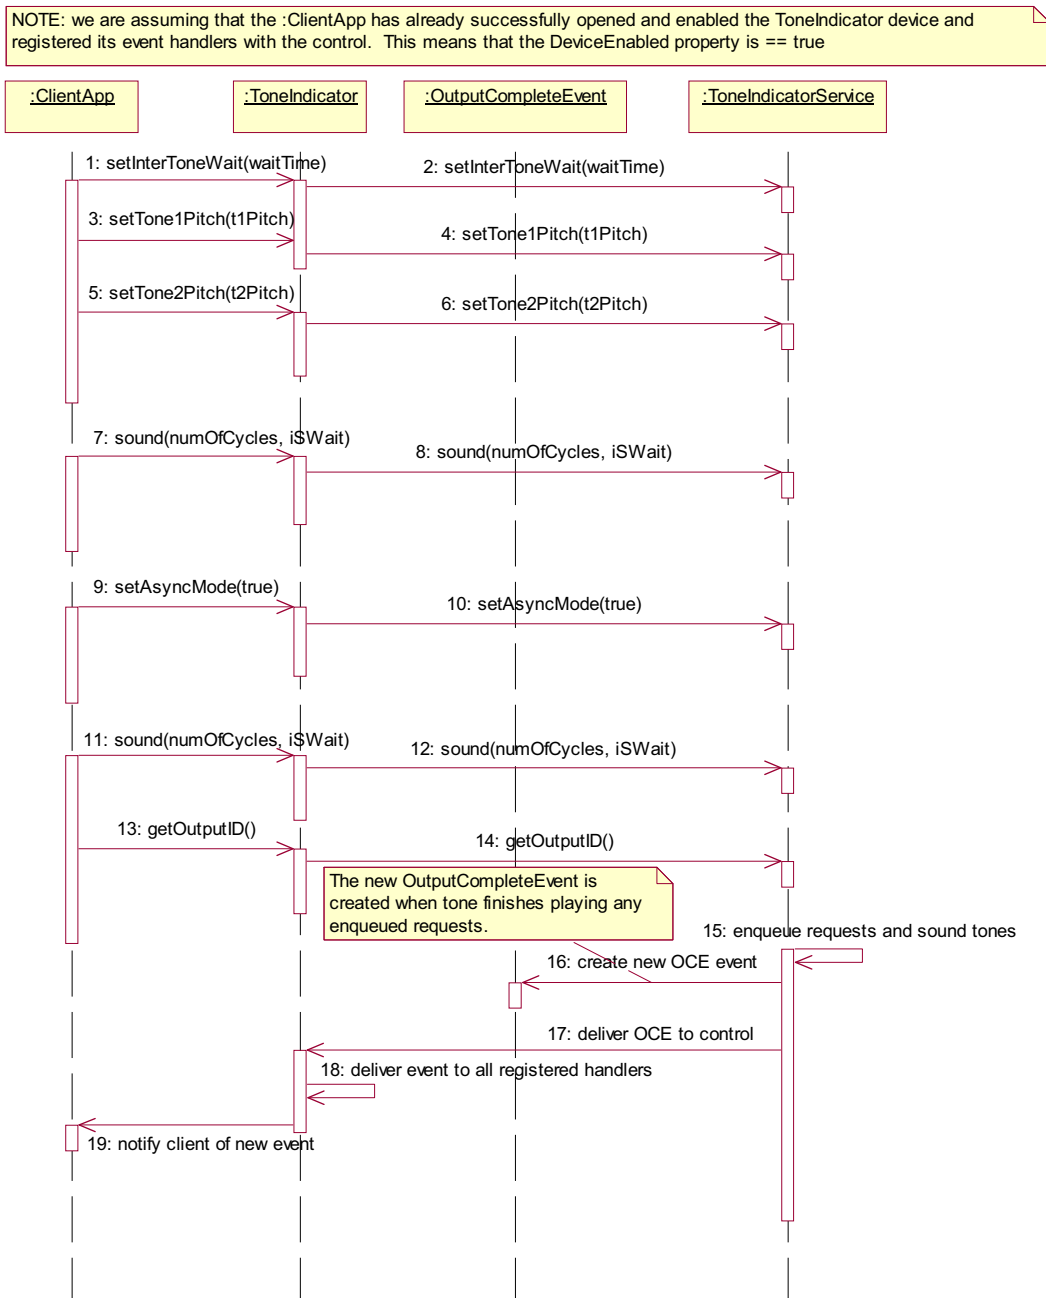 NOTE: we are assuming that the :ClientApp has already successfully opened and enabled the ToneIndicator device and
registered its event handlers with the control.  This means that the DeviceEnabled property is == true
:ClientApp
:ToneIndicator
:OutputCompleteEvent
:ToneIndicatorService
1: setInterToneWait(waitTime)
2: setInterToneWait(waitTime)
3: setTone1Pitch(t1Pitch)
4: setTone1Pitch(t1Pitch)
5: setTone2Pitch(t2Pitch)
6: setTone2Pitch(t2Pitch)
7: sound(numOfCycles, iSWait)
8: sound(numOfCycles, iSWait)
9: setAsyncMode(true)
10: setAsyncMode(true)
11: sound(numOfCycles, iSWait)
12: sound(numOfCycles, iSWait)
13: getOutputID()
14: getOutputID()
The new OutputCompleteEvent is
created when tone finishes playing any
enqueued requests.
15: enqueue requests and sound tones
16: create new OCE event
17: deliver OCE to control
18: deliver event to all registered handlers
19: notify client of new event